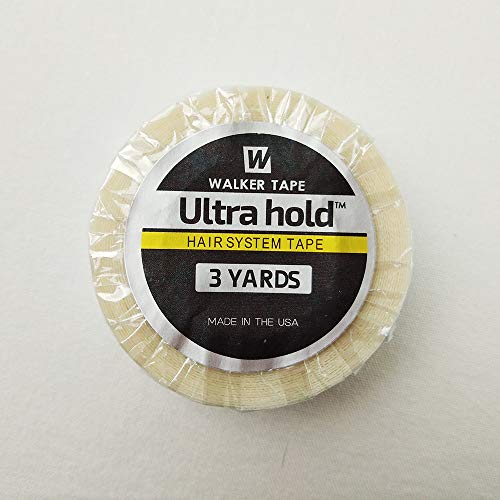 W
WALKER TAPE
Ultra hold™
HAIR SYSTEM TAPE
3 YARDS
MADE IN THE USA